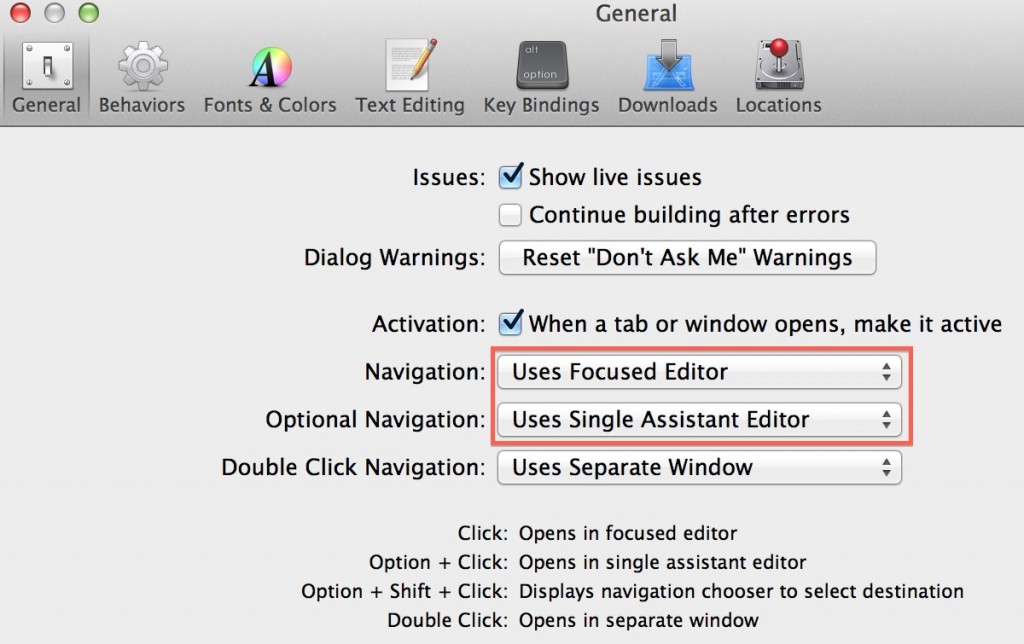 General
General Behaviors Fonts & Colors Text Editing alt option Key Bindings Downloads Locations
Issues: Show live issues
Continue building after errors
Dialog Warnings: Reset "Don't Ask Me" Warnings
Activation: When a tab or window opens, make it active
Navigation: Uses Focused Editor
Optional Navigation: Uses Single Assistant Editor
Double Click Navigation: Uses Separate Window
Click: Opens in focused editor
Option + Click: Opens in single assistant editor
Option + Shift + Click: Displays navigation chooser to select destination
Double Click: Opens in separate window